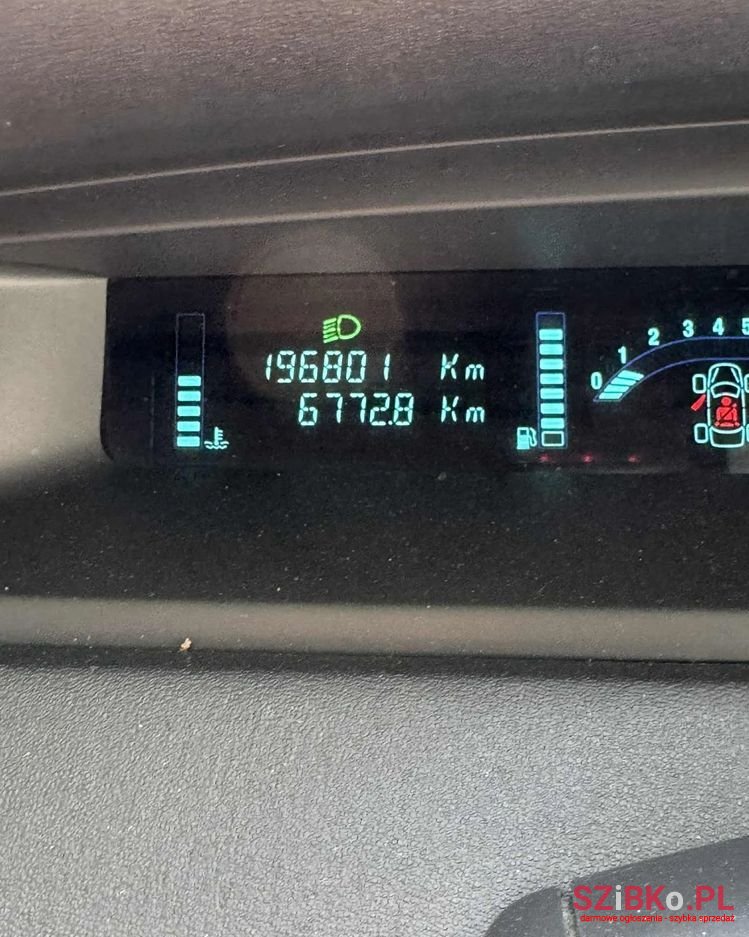 196801 Km
6772.8 Km
0 1 2 3 4 5
SZiBKo.PL
darmowe ogłoszenia - szybka sprzedaż